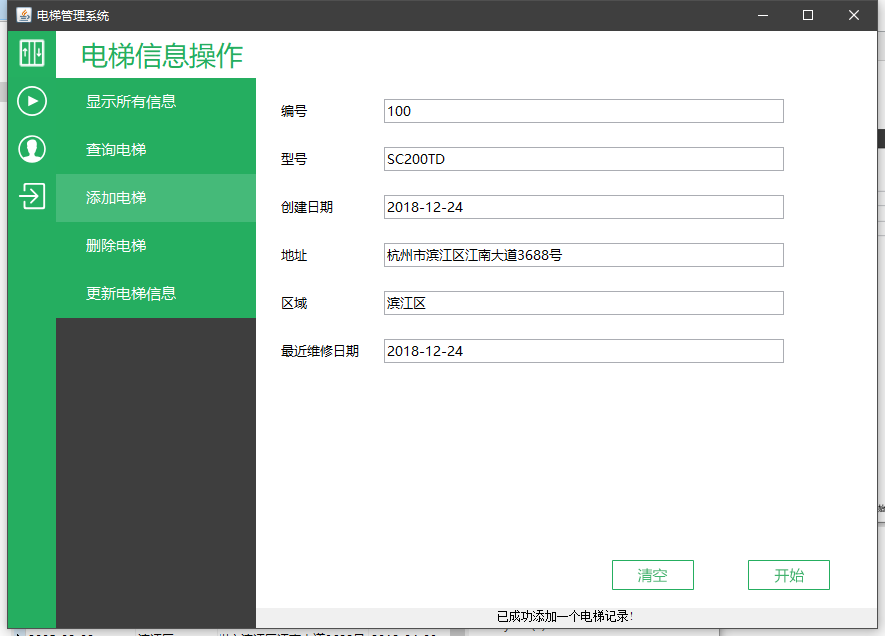 电梯管理系统
电梯信息操作
显示所有信息
查询电梯
添加电梯
删除电梯
更新电梯信息
编号 100
型号 SC200TD
创建日期 2018-12-24
地址 杭州市滨江区江南大道3688号
区域 滨江区
最近维修日期 2018-12-24
清空 开始
已成功添加一个电梯记录!